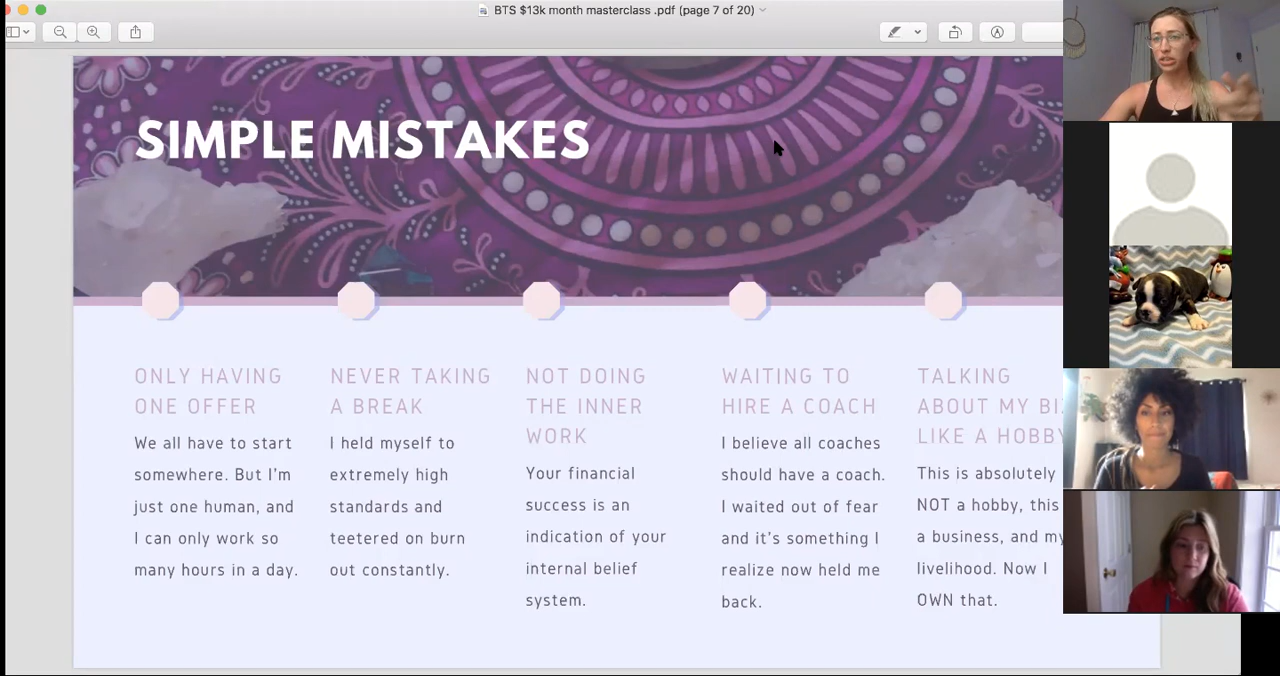 BTS $13k month masterclass .pdf (page 7 of 20)
SIMPLE MISTAKES
ONLY HAVING
ONE OFFER
We all have to start
somewhere. But I'm
just one human, and
I can only work so
many hours in a day.
NEVER TAKING
A BREAK
I held myself to
extremely high
standards and
teetered on burn
out constantly.
NOT DOING
THE INNER
WORK
Your financial
success is an
indication of your
internal belief
system.
WAITING TO
HIRE A COACH
I believe all coaches
should have a coach.
I waited out of fear
and it's something I
realize now held me
back.
TALKING
ABOUT MY
LIKE A HOBBY
This is absolutely
NOT a hobby, this
a business, and my
livelihood. Now I
OWN that.